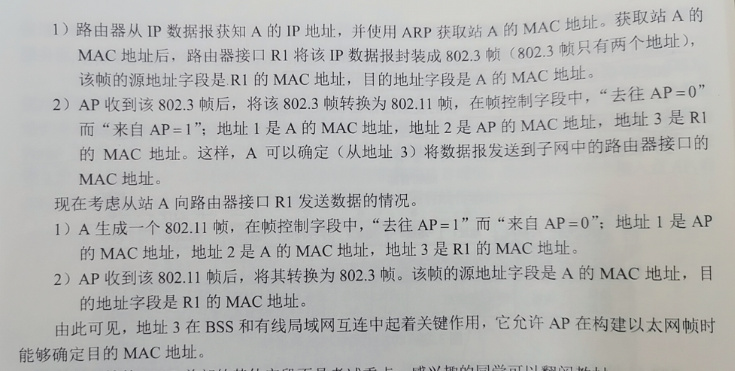 1）路由器从 IP 数据报获知 A 的 IP 地址，并使用 ARP 获取站 A 的 MAC 地址。获取站 A 的
MAC 地址后，路由器接口 R1 将该 IP 数据报封装成 802.3 帧（802.3 帧只有两个地址），
该帧的源地址字段是 R1 的 MAC 地址，目的地址字段是 A 的 MAC 地址。
2）AP 收到该 802.3 帧后，将该 802.3 帧转换为 802.11 帧，在帧控制字段中，“去往 AP=0”
而“来自 AP=1”；地址 1 是 A 的 MAC 地址，地址 2 是 AP 的 MAC 地址，地址 3 是 R1
的 MAC 地址。这样，A 可以确定（从地址 3）将数据报发送到子网中的路由器接口的
MAC 地址。
现在考虑从站 A 向路由器接口 R1 发送数据的情况。
1）A 生成一个 802.11 帧，在帧控制字段中，“去往 AP=1”而“来自 AP=0”；地址 1 是 AP
的 MAC 地址，地址 2 是 A 的 MAC 地址，地址 3 是 R1 的 MAC 地址。
2）AP 收到该 802.11 帧后，将其转换为 802.3 帧。该帧的源地址字段是 A 的 MAC 地址，目
的地址字段是 R1 的 MAC 地址。
由此可见，地址 3 在 BSS 和有线局域网互连中起着关键作用，它允许 AP 在构建以太网帧时
能够确定目的 MAC 地址。